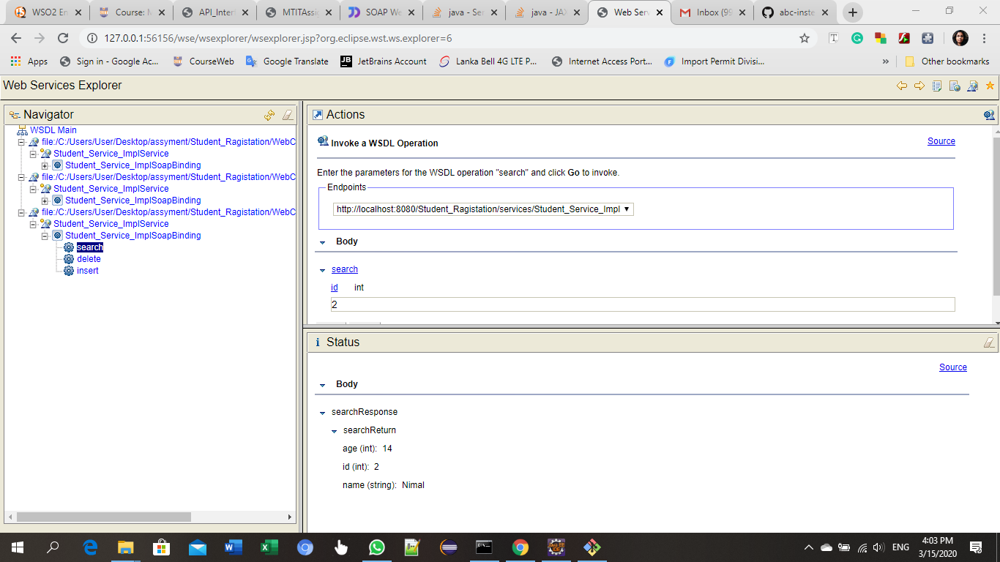 WSO2 En
Course: M
API_Interf
MTITAssig
SOAP We
java - Ser
java - JAX
Web Serv
Inbox (99
abc-inste
127.0.0.1:56156/wse/wsexplorer/wsexplorer.jsp?org.eclipse.wst.ws.explorer=6
Apps
Sign in - Google Ac...
CourseWeb
Google Translate
JetBrains Account
Lanka Bell 4G LTE P...
Internet Access Port...
Import Permit Divisi...
»
Other bookmarks
Web Services Explorer
Navigator
WSDL Main
file:/C:/Users/User/Desktop/assyment/Student_Ragistation/WebC
Student_Service_ImplService
Student_Service_ImplSoapBinding
file:/C:/Users/User/Desktop/assyment/Student_Ragistation/WebC
Student_Service_ImplService
Student_Service_ImplSoapBinding
file:/C:/Users/User/Desktop/assyment/Student_Ragistation/WebC
Student_Service_ImplService
Student_Service_ImplSoapBinding
search
delete
insert
Actions
Invoke a WSDL Operation
Source
Enter the parameters for the WSDL operation "search" and click Go to invoke.
Endpoints
http://localhost:8080/Student_Ragistation/services/Student_Service_Impl
Body
search
id int
2
Status
Source
Body
searchResponse
searchReturn
age (int): 14
id (int): 2
name (string): Nimal
ENG
4:03 PM
3/15/2020